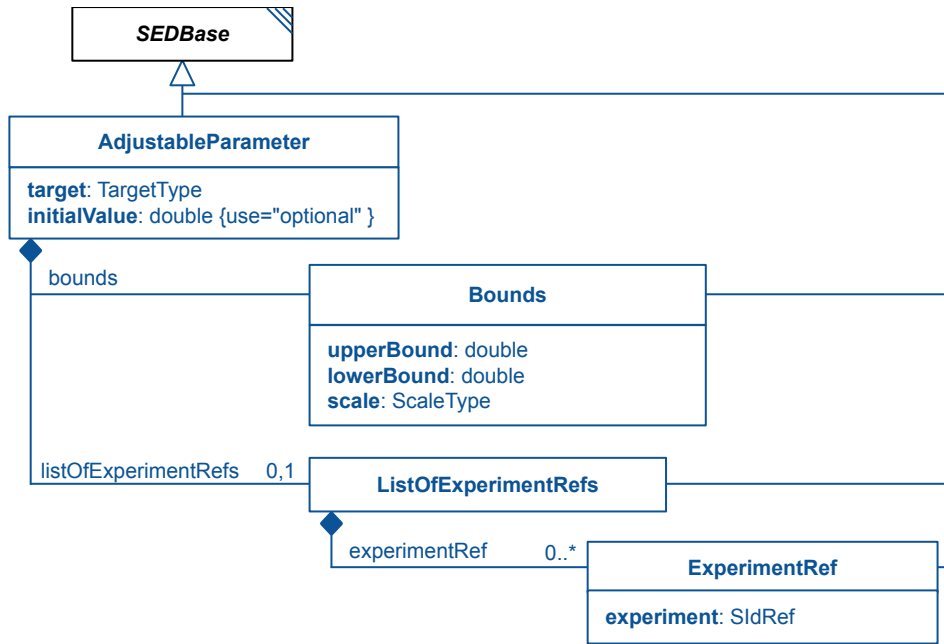 SEDBase
AdjustableParameter
target: TargetType
initialValue: double {use="optional" }
bounds
Bounds
upperBound: double
lowerBound: double
scale: ScaleType
listOfExperimentRefs 0,1
ListOfExperimentRefs
experimentRef 0..*
ExperimentRef
experiment: SIdRef